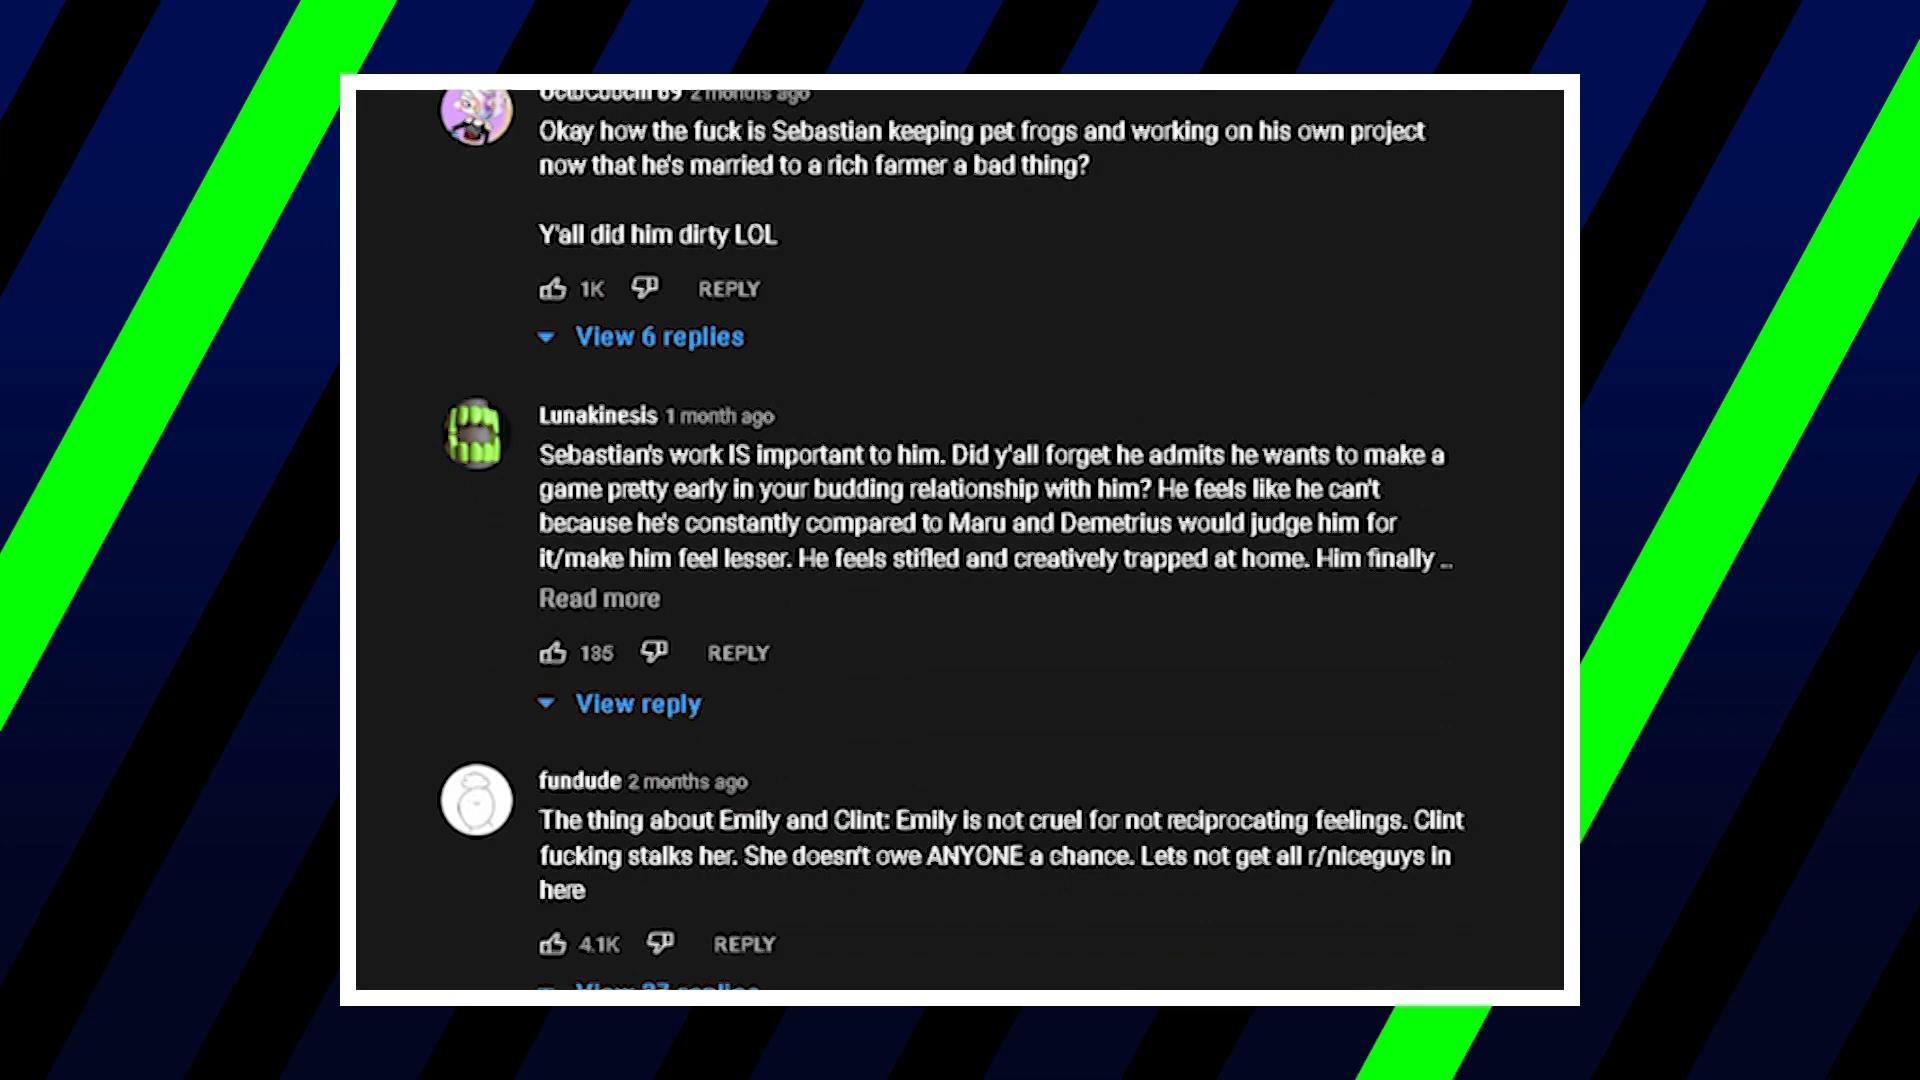 2 months ago
Okay how the fuck is Sebastian keeping pet frogs and working on his own project
now that he's married to a rich farmer a bad thing?
Y'all did him dirty LOL
1K REPLY
View 6 replies
Lunakinesis 1 month ago
Sebastian's work IS important to him. Did y'all forget he admits he wants to make a
game pretty early in your budding relationship with him? He feels like he can't
because he's constantly compared to Maru and Demetrius would judge him for
it/make him feel lesser. He feels stifled and creatively trapped at home. Him finally ...
Read more
185 REPLY
View reply
fundude 2 months ago
The thing about Emily and Clint: Emily is not cruel for not reciprocating feelings. Clint
fucking stalks her. She doesn't owe ANYONE a chance. Lets not get all r/niceguys in
here
4.1K REPLY
View 27 replies